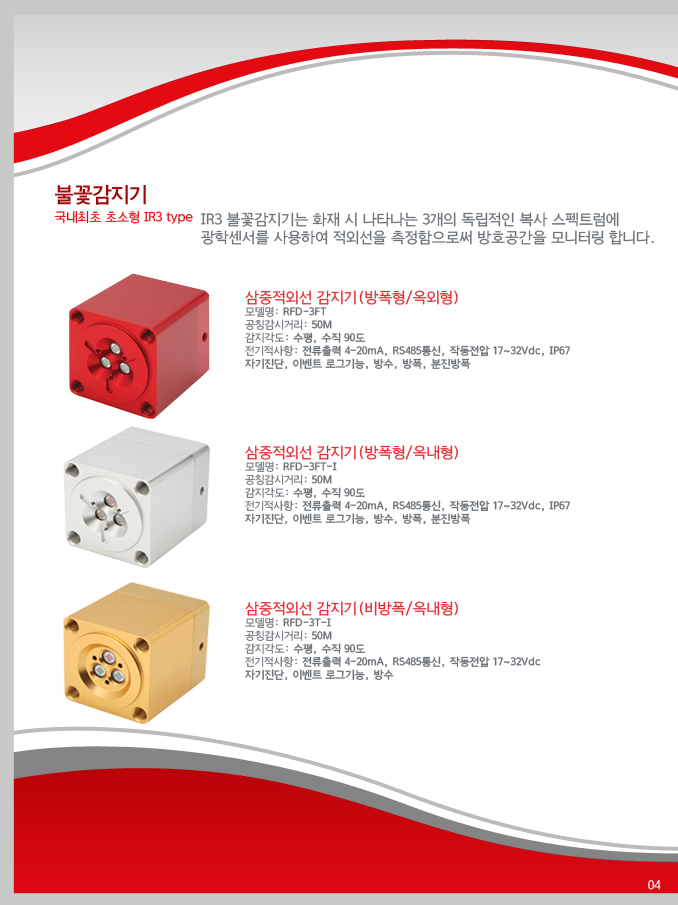 불꽃감지기
국내최초 초소형 IR3 type
IR3 불꽃감지기는 화재 시 나타나는 3개의 독립적인 복사 스펙트럼에
광학센서를 사용하여 적외선을 측정함으로써 방호공간을 모니터링 합니다.
삼중적외선 감지기(방폭형/옥외형)
모델명: RFD-3FT
공칭감시거리: 50M
감지각도: 수평, 수직 90도
전기적사항: 전류출력 4-20mA, RS485통신, 작동전압 17~32Vdc, IP67
자기진단, 이벤트 로그기능, 방수, 방폭, 분진방폭
삼중적외선 감지기(방폭형/옥내형)
모델명: RFD-3FT-I
공칭감시거리: 50M
감지각도: 수평, 수직 90도
전기적사항: 전류출력 4-20mA, RS485통신, 작동전압 17~32Vdc, IP67
자기진단, 이벤트 로그기능, 방수, 방폭, 분진방폭
삼중적외선 감지기(비방폭/옥내형)
모델명: RFD-3T-I
공칭감시거리: 50M
감지각도: 수평, 수직 90도
전기적사항: 전류출력 4-20mA, RS485통신, 작동전압 17~32Vdc
자기진단, 이벤트 로그기능, 방수
04